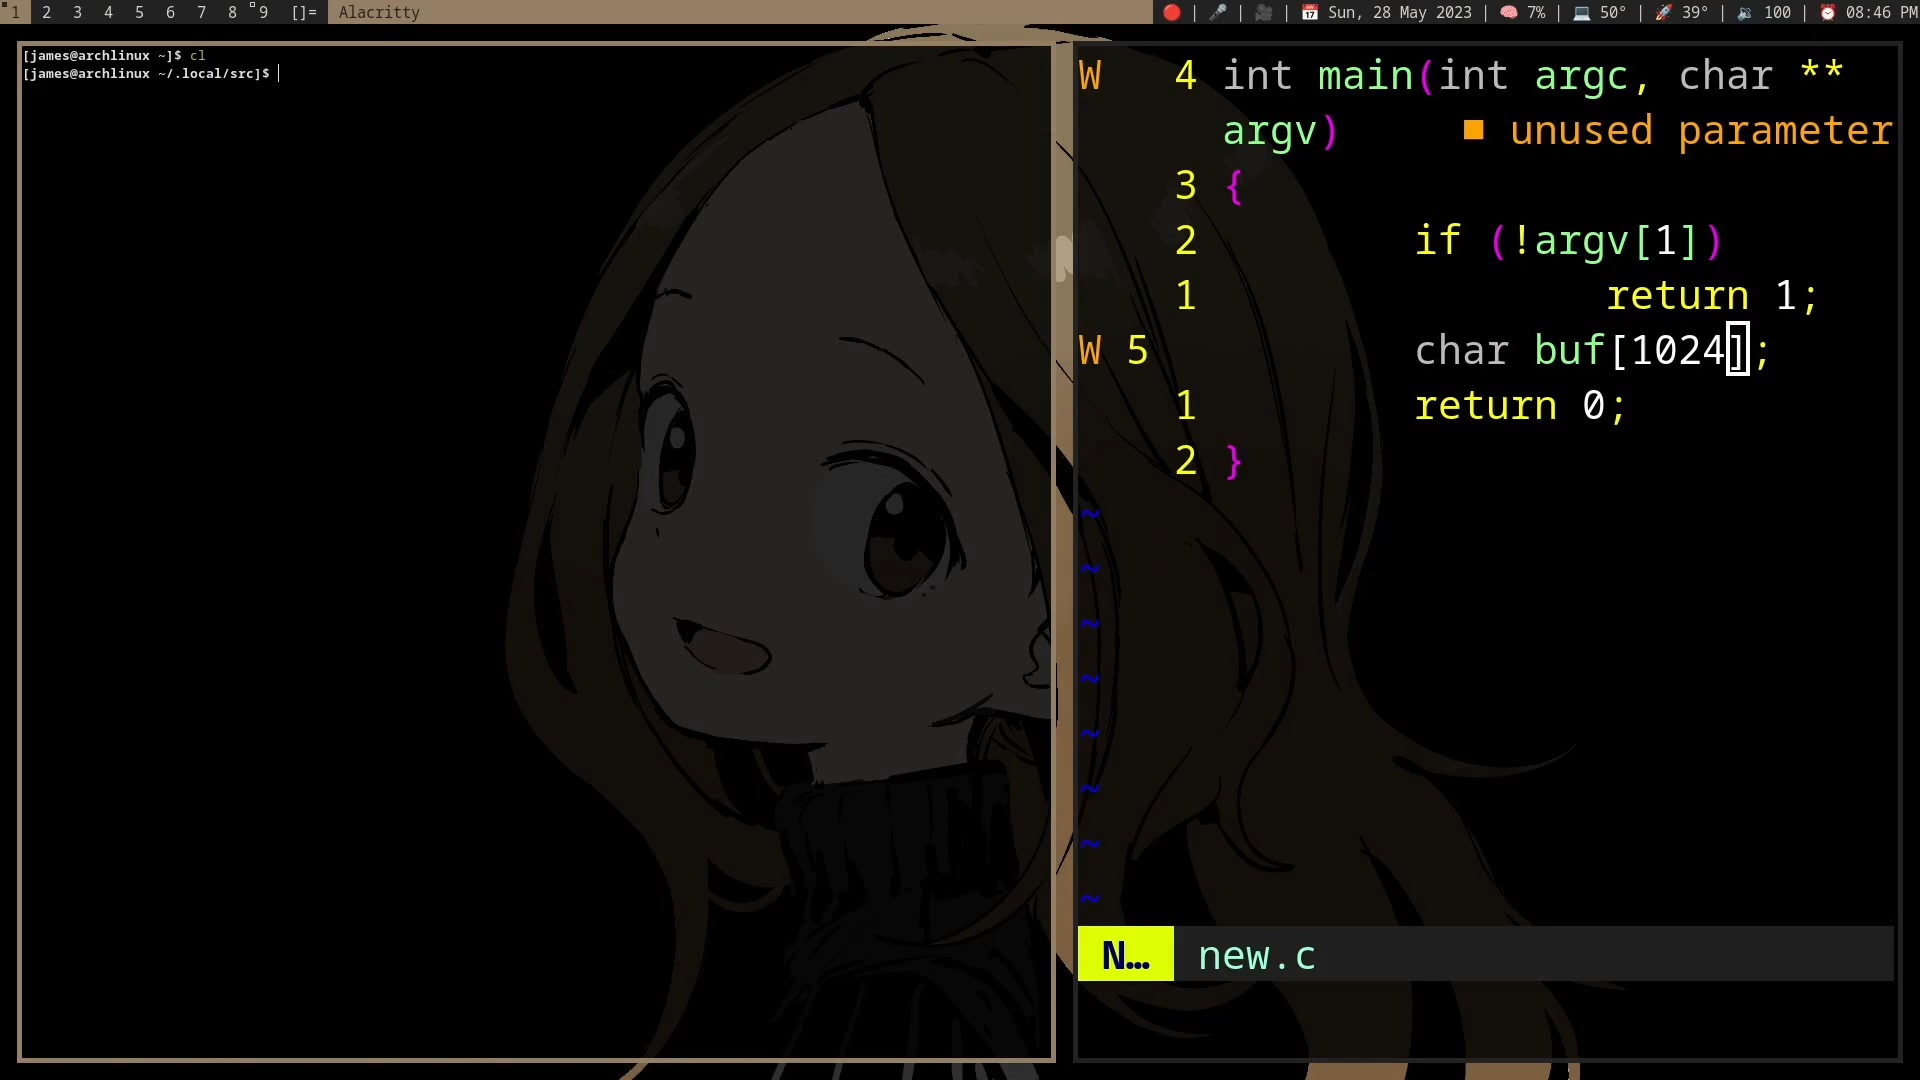 1 2 3 4 5 6 7 8 9 []= Alacritty 🔴 | 🎤 | 🎥 | 📅 Sun, 28 May 2023 | 🧠 7% | 💻 50° | 🚀 39° | 🔉 100 | ⏰ 08:46 PM
[james@archlinux ~]$ cl
[james@archlinux ~/.local/src]$
W 4 int main(int argc, char **
argv) ■ unused parameter
3 {
2 if (!argv[1])
1 return 1;
W 5 char buf[1024];
1 return 0;
2 }
~
~
~
~
~
~
~
~
N… new.c